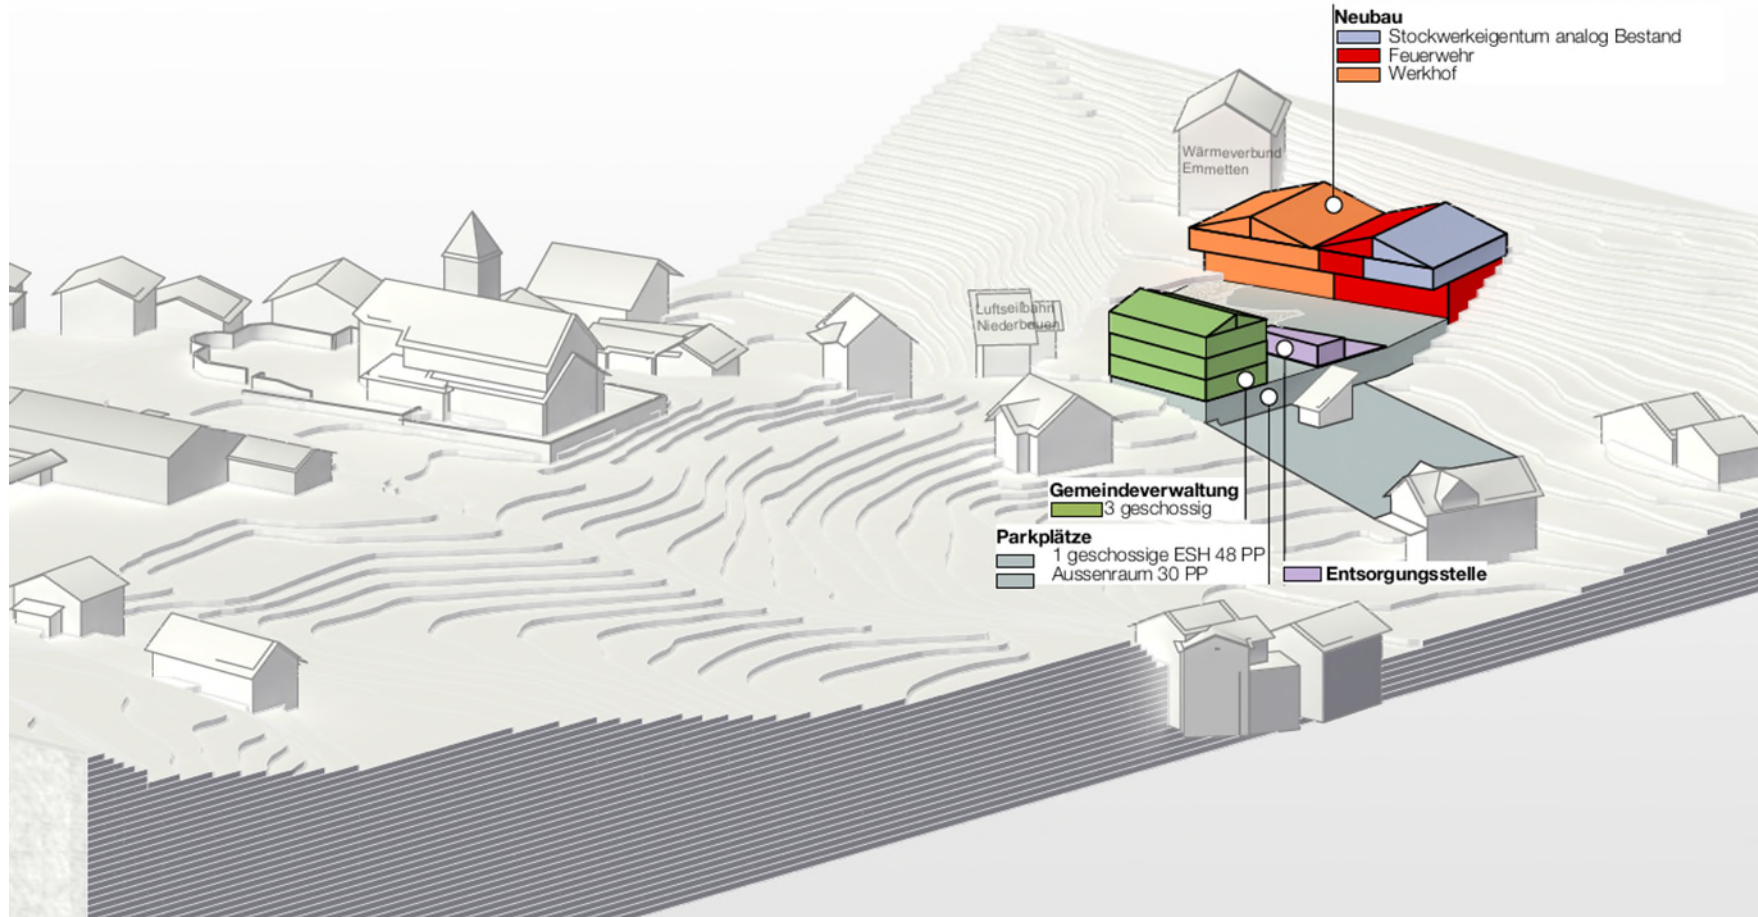 Neubau
Stockwerkeigentum analog Bestand
Feuerwehr
Werkhof
Wärmeverbund
Emmetten
Luftseilbahn
Niederbauen
Gemeindeverwaltung
3 geschossig
Parkplätze
1 geschossige ESH 48 PP
Aussenraum 30 PP
Entsorgungsstelle